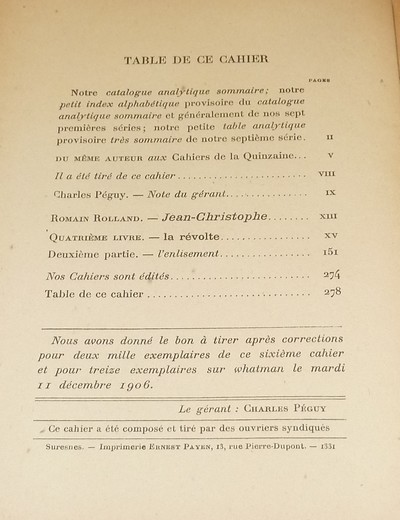 TABLE DE CE CAHIER
PAGES
Notre catalogue analytique sommaire; notre
petit index alphabétique provisoire du catalogue
analytique sommaire et généralement de nos sept
premières séries; notre petite table analytique
provisoire très sommaire de notre septième série. II
DU MÊME AUTEUR aux Cahiers de la Quinzaine... V
Il a été tiré de ce cahier ........ VIII
Charles Péguy. — Note du gérant........ IX
ROMAIN ROLLAND. — Jean-Christophe........ XIII
QUATRIÈME LIVRE. — la révolte........ XV
Deuxième partie. — l'enlisement........ 151
Nos Cahiers sont édités........ 274
Table de ce cahier........ 278
Nous avons donné le bon à tirer après corrections
pour deux mille exemplaires de ce sixième cahier
et pour treize exemplaires sur whatman le mardi
11 décembre 1906.
Le gérant : CHARLES PÉGUY
Ce cahier a été composé et tiré par des ouvriers syndiqués
Suresnes. — Imprimerie ERNEST PAYEN, 13, rue Pierre-Dupont. — 1551